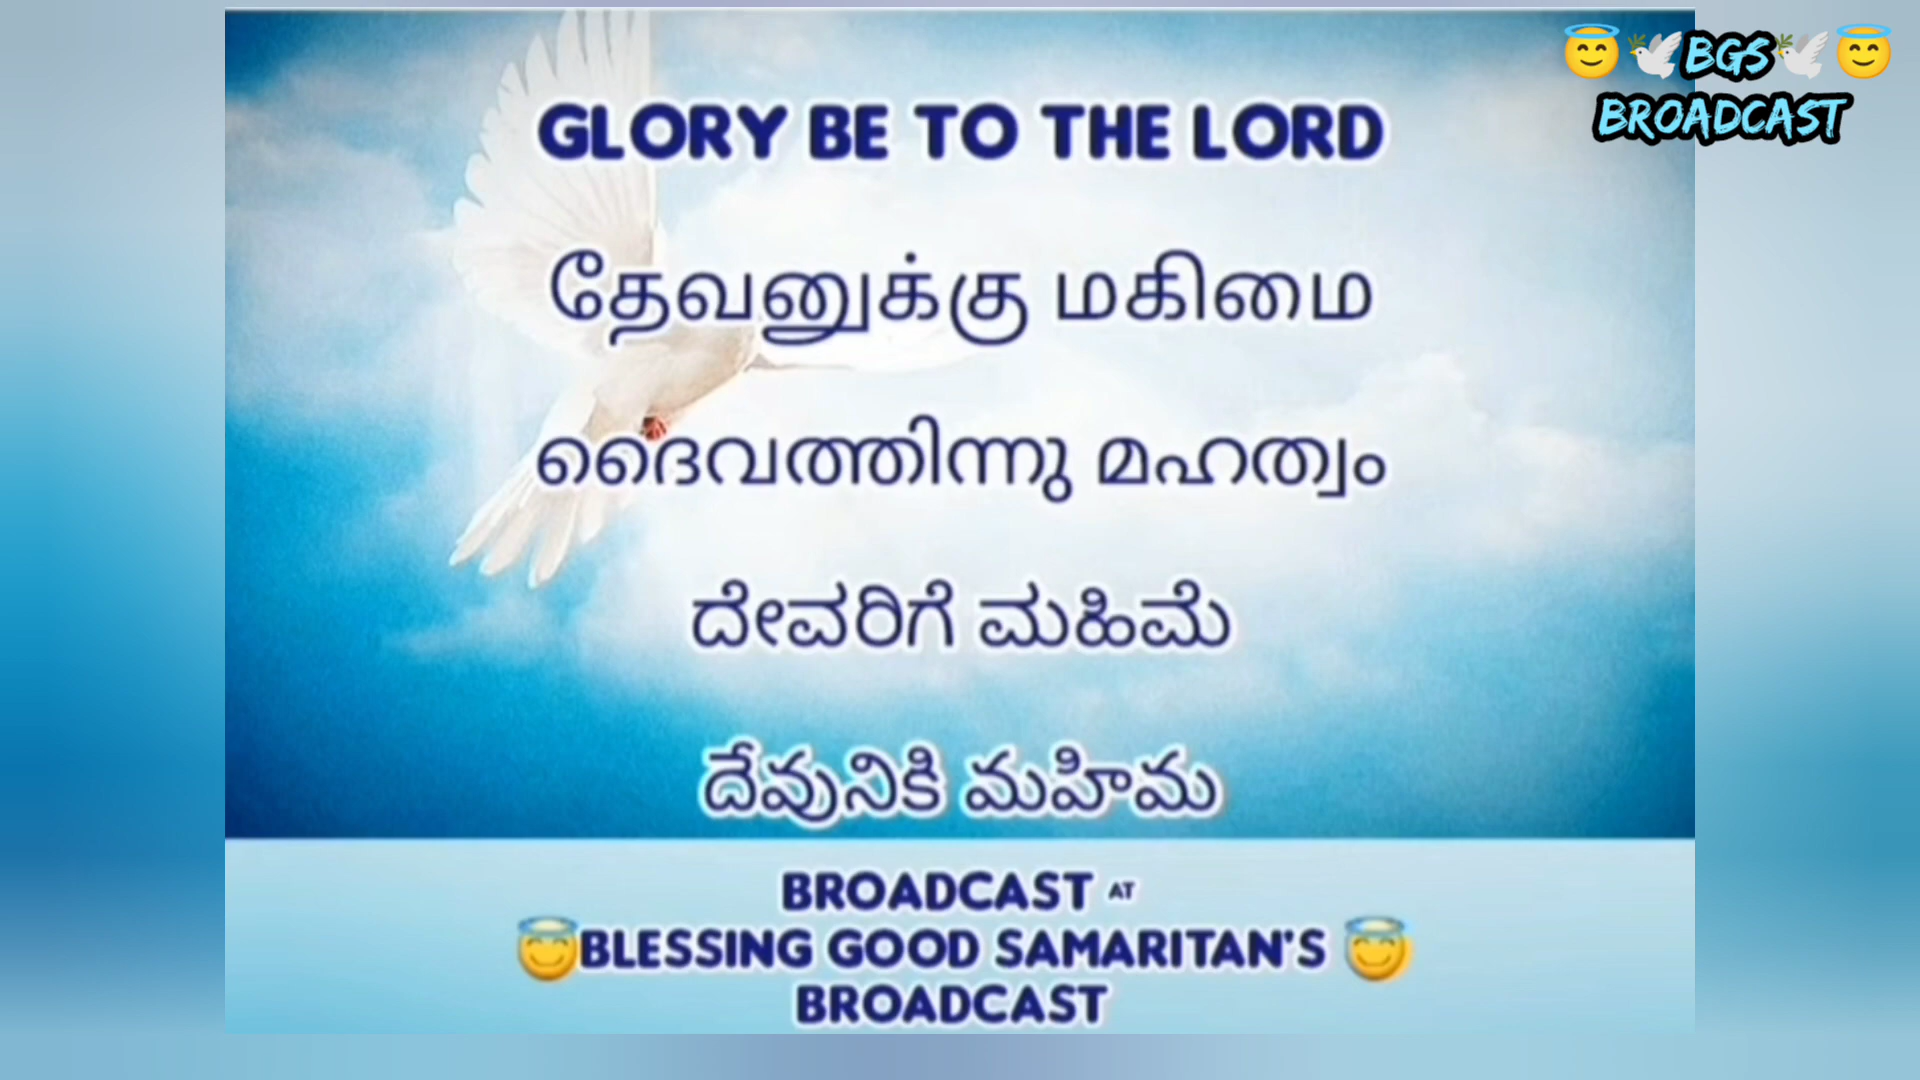 😇🕊️BGS🕊️😇
BROADCAST
GLORY BE TO THE LORD
தேவனுக்கு மகிமை
ദൈവത്തിന്നു മഹത്വം
ದೇವರಿಗೆ ಮಹಿಮೆ
దేవునికి మహిమ
BROADCAST AT
😇BLESSING GOOD SAMARITAN'S 😇
BROADCAST